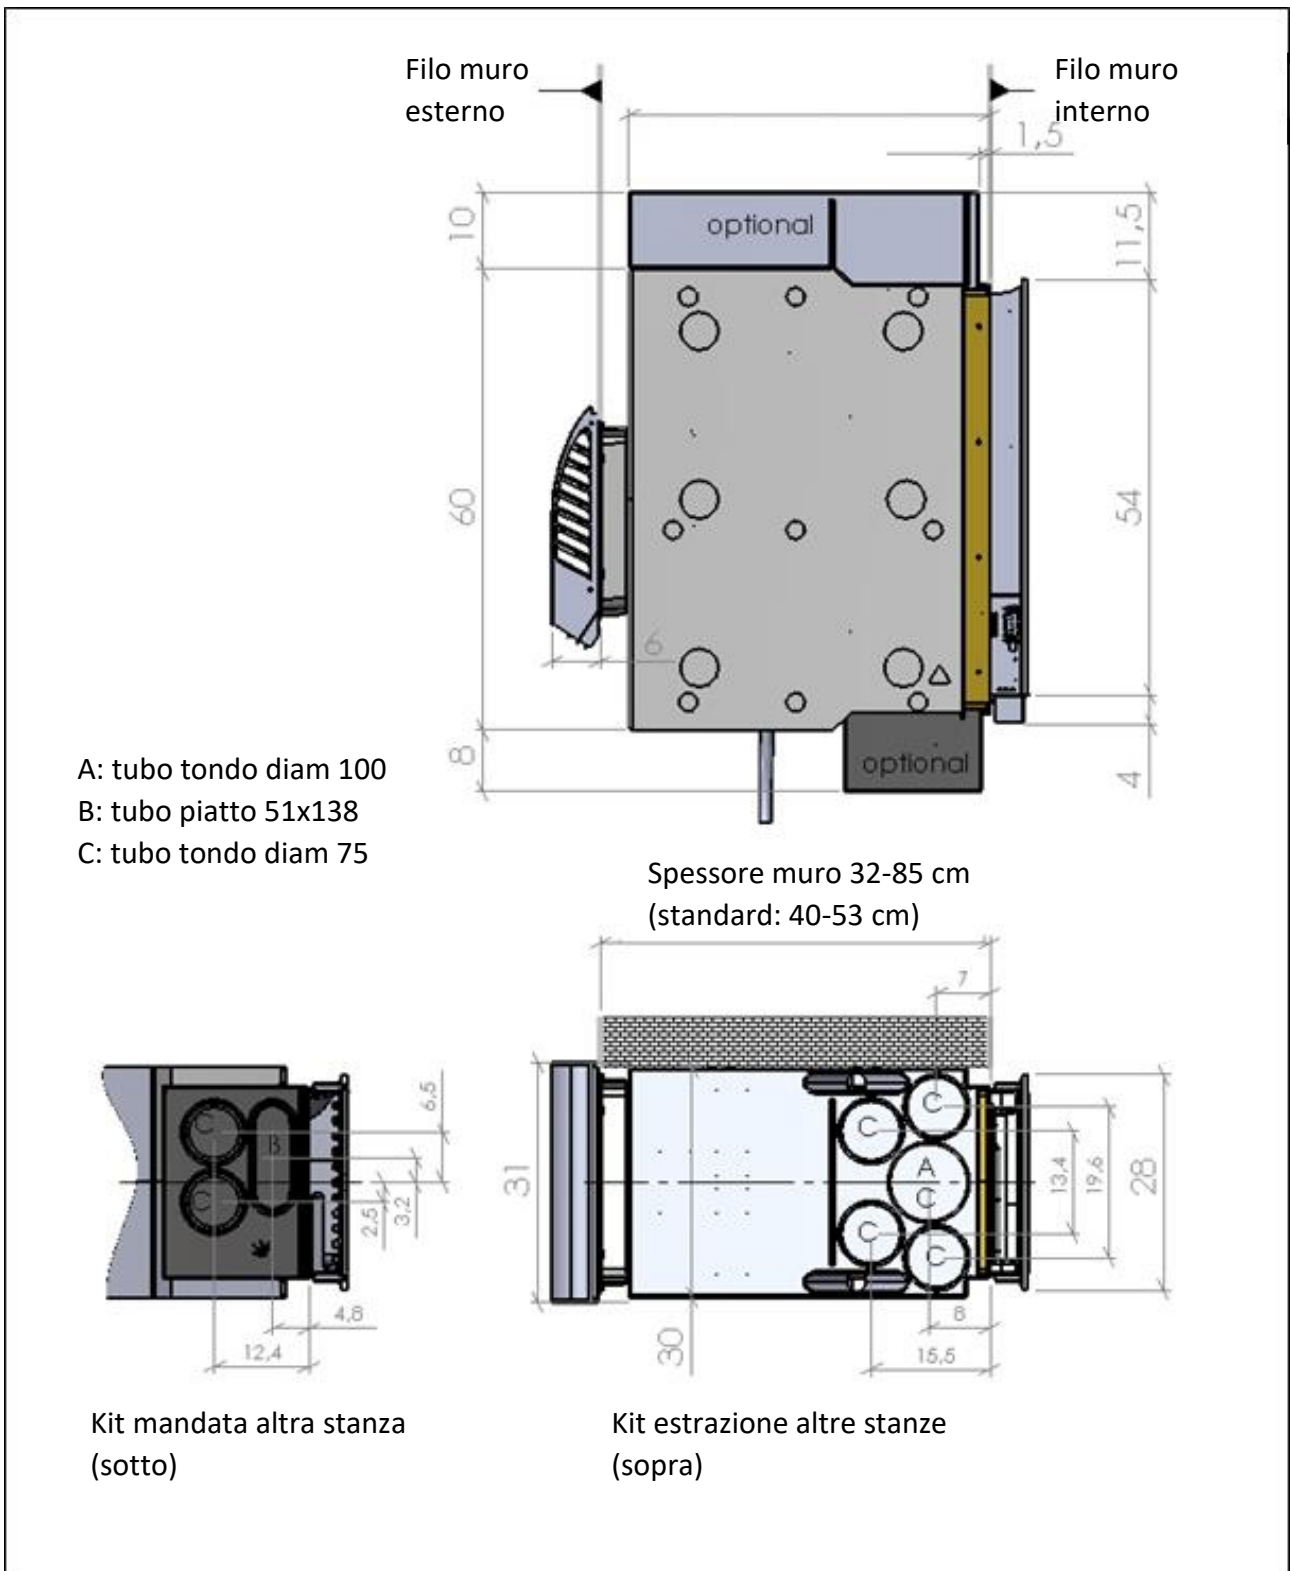 Filo muro
esterno
Filo muro
interno
1,5
10
optional
11,5
60
54
6
8
optional
4
A: tubo tondo diam 100
B: tubo piatto 51x138
C: tubo tondo diam 75
Spessore muro 32-85 cm
(standard: 40-53 cm)
7
6,5
C
B
C
2,5
3,2
4,8
12,4
31
C
C
A
C
C
C
13,4
19,6
28
30
8
15,5
Kit mandata altra stanza
(sotto)
Kit estrazione altre stanze
(sopra)